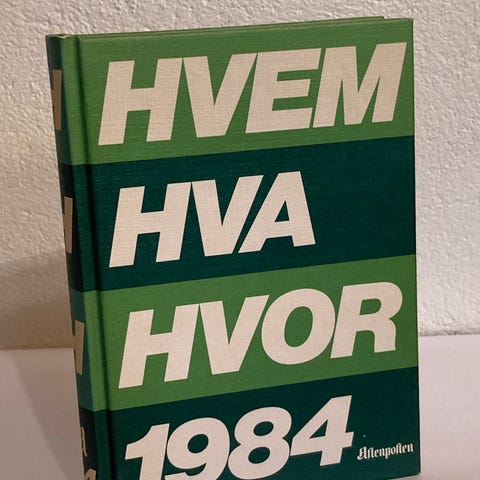 HVEM
HVA
HVOR
1984
Aftenposten
H
H
H
H